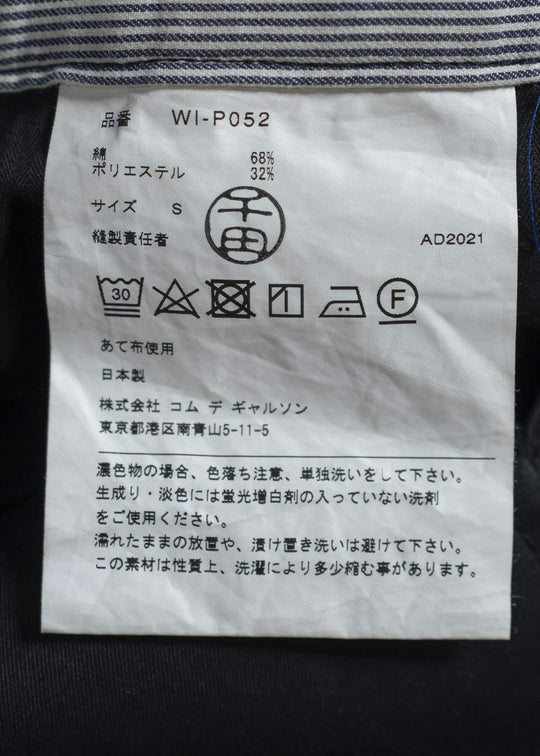 品番 WI-P052
綿 68%
ポリエステル 32%
サイズ S
千田
縫製責任者 AD2021
30 F
あて布使用
日本製
株式会社 コム デ ギャルソン
東京都港区南青山5-11-5
濃色物の場合、色落ち注意、単独洗いをして下さい。
生成り・淡色には蛍光増白剤の入っていない洗剤
をご使用ください。
濡れたままの放置や、漬け置き洗いは避けて下さい。
この素材は性質上、洗濯により多少縮む事があります。